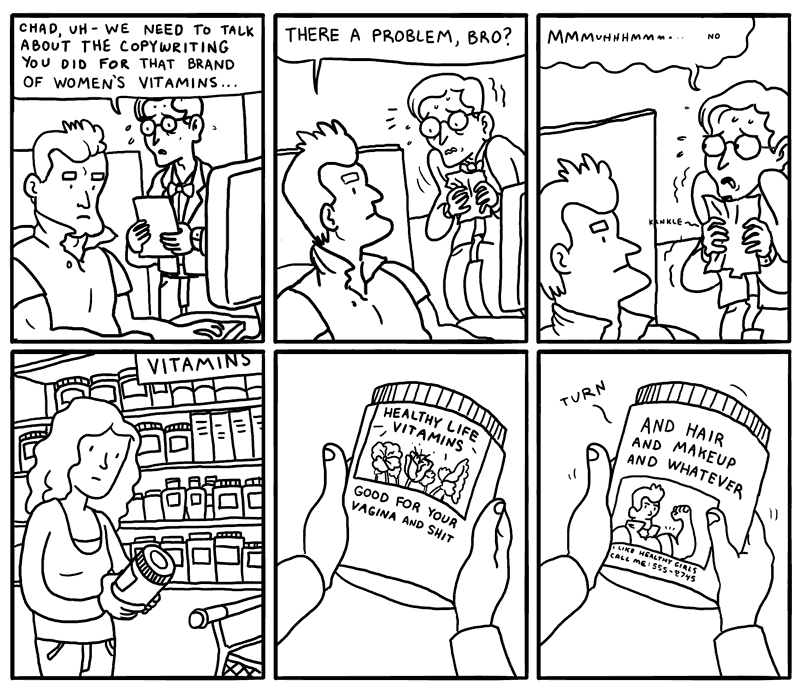 CHAD, UH - WE NEED TO TALK
ABOUT THE COPYWRITING
YOU DID FOR THAT BRAND
OF WOMEN'S VITAMINS...
THERE A PROBLEM, BRO?
MMMUHHHMMM... NO
KRINKLE
VITAMINS
HEALTHY LIFE
VITAMINS
GOOD FOR YOUR
VAGINA AND SHIT
TURN
AND HAIR
AND MAKEUP
AND WHATEVER
I LIKE HEALTHY GIRLS
CALL ME: 555-8745